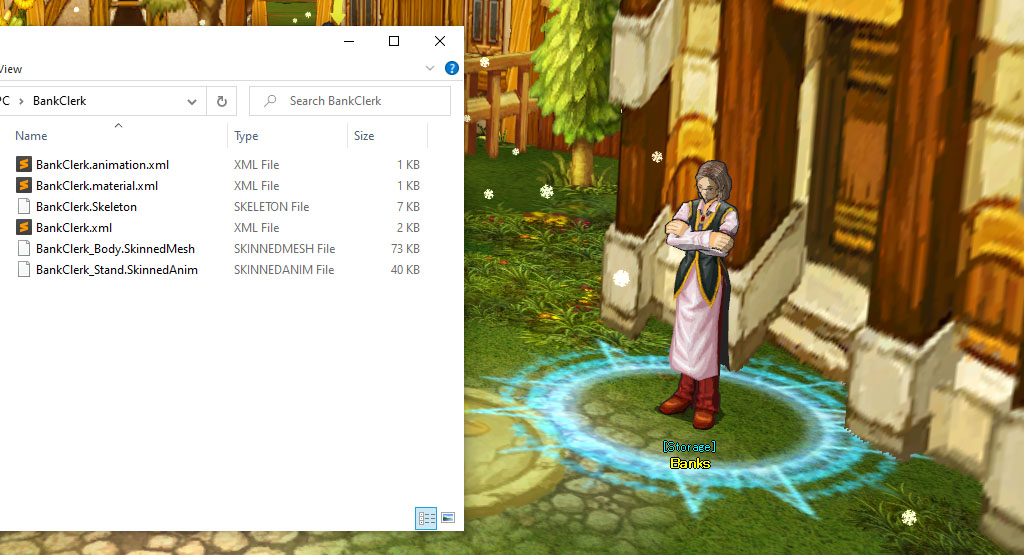 View
PC > BankClerk
Search BankClerk
Name Type Size
BankClerk.animation.xml XML File 1 KB
BankClerk.material.xml XML File 1 KB
BankClerk.Skeleton SKELETON File 7 KB
BankClerk.xml XML File 2 KB
BankClerk_Body.SkinnedMesh SKINNEDMESH File 73 KB
BankClerk_Stand.SkinnedAnim SKINNEDANIM File 40 KB
[Storage]
Banks